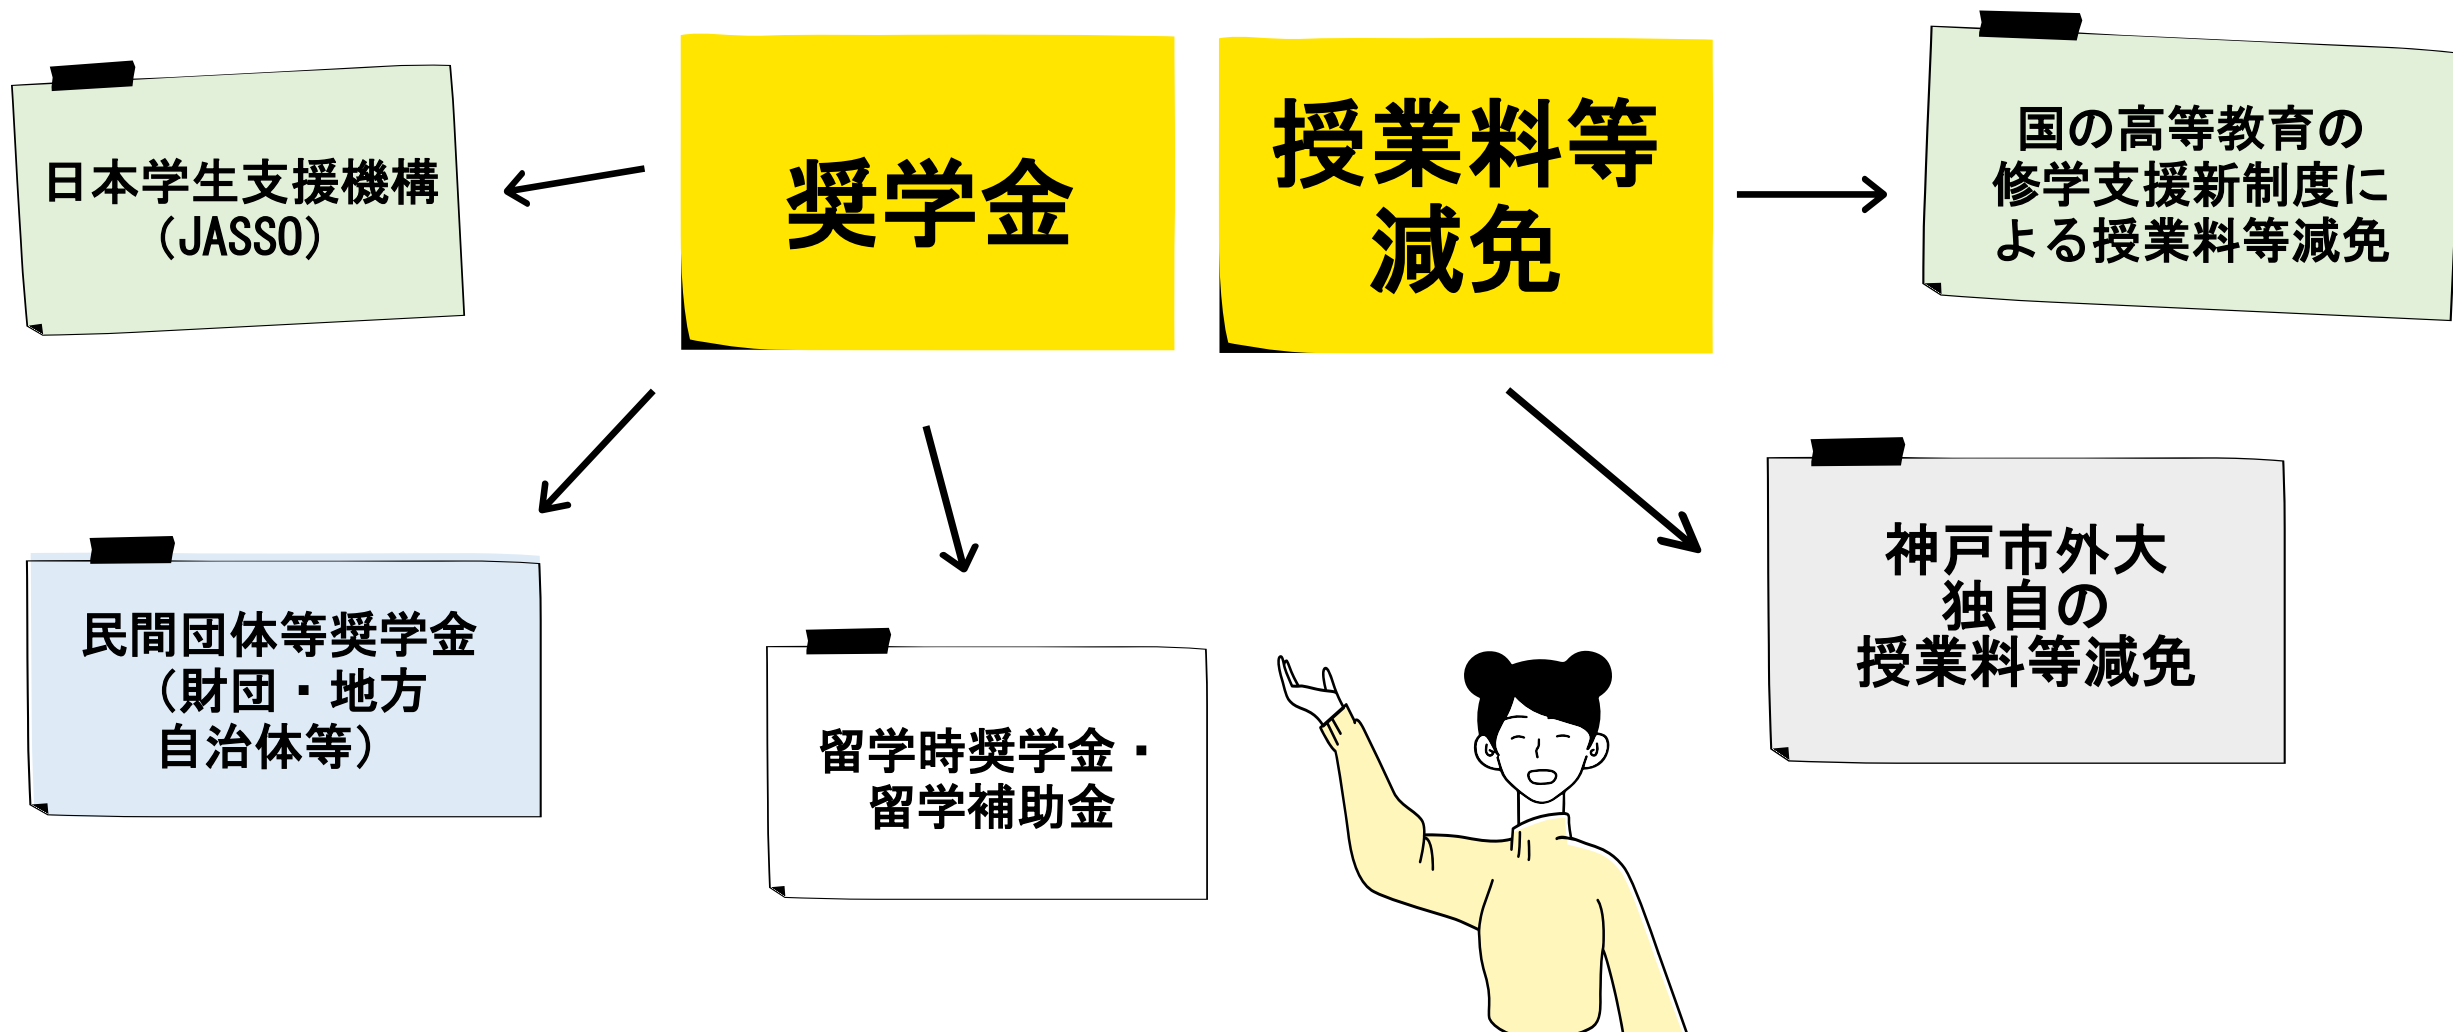 奨学金
授業料等
減免
日本学生支援機構
（JASSO）
民間団体等奨学金
（財団・地方
自治体等）
留学時奨学金・
留学補助金
国の高等教育の
修学支援新制度に
よる授業料等減免
神戸市外大
独自の
授業料等減免